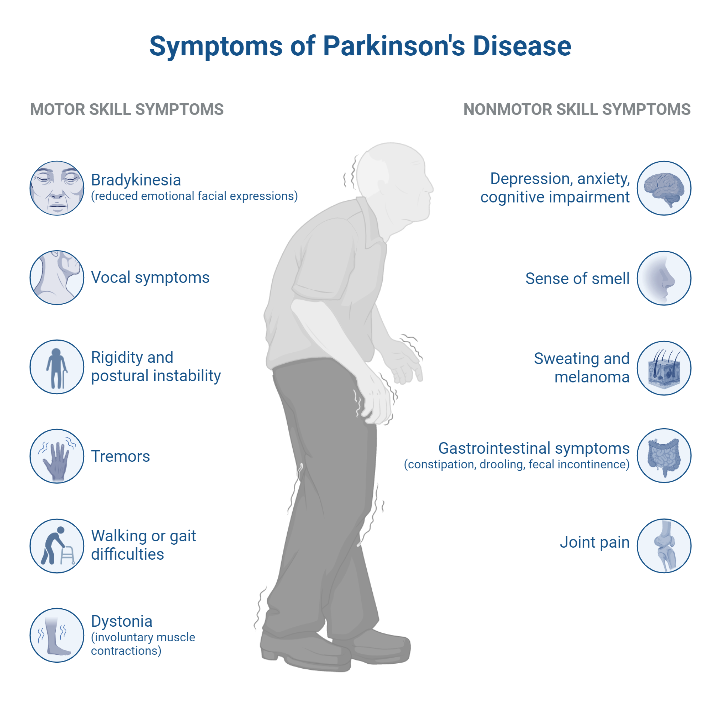 Symptoms of Parkinson's Disease
MOTOR SKILL SYMPTOMS
Bradykinesia
(reduced emotional facial expressions)
Vocal symptoms
Rigidity and
postural instability
Tremors
Walking or gait
difficulties
Dystonia
(involuntary muscle
contractions)
NONMOTOR SKILL SYMPTOMS
Depression, anxiety,
cognitive impairment
Sense of smell
Sweating and
melanoma
Gastrointestinal symptoms
(constipation, drooling, fecal incontinence)
Joint pain